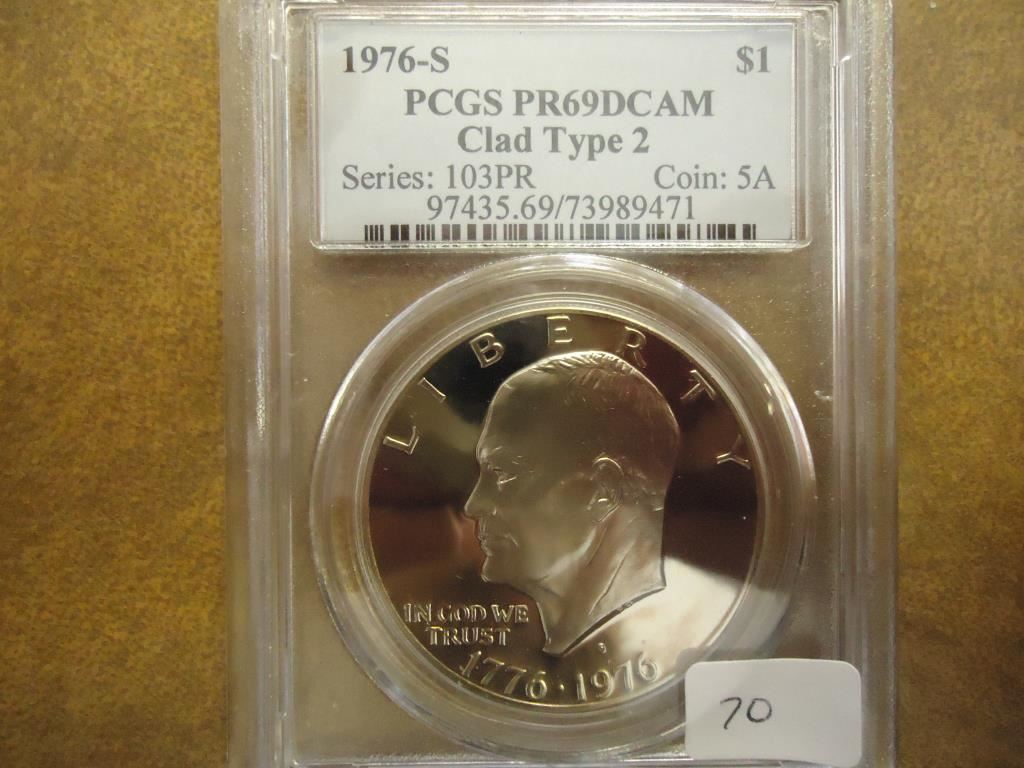 1976-S $1
PCGS PR69DCAM
Clad Type 2
Series: 103PR Coin: 5A
97435.69/73989471
LIBERTY
IN GOD WE
TRUST
1776·1976
70